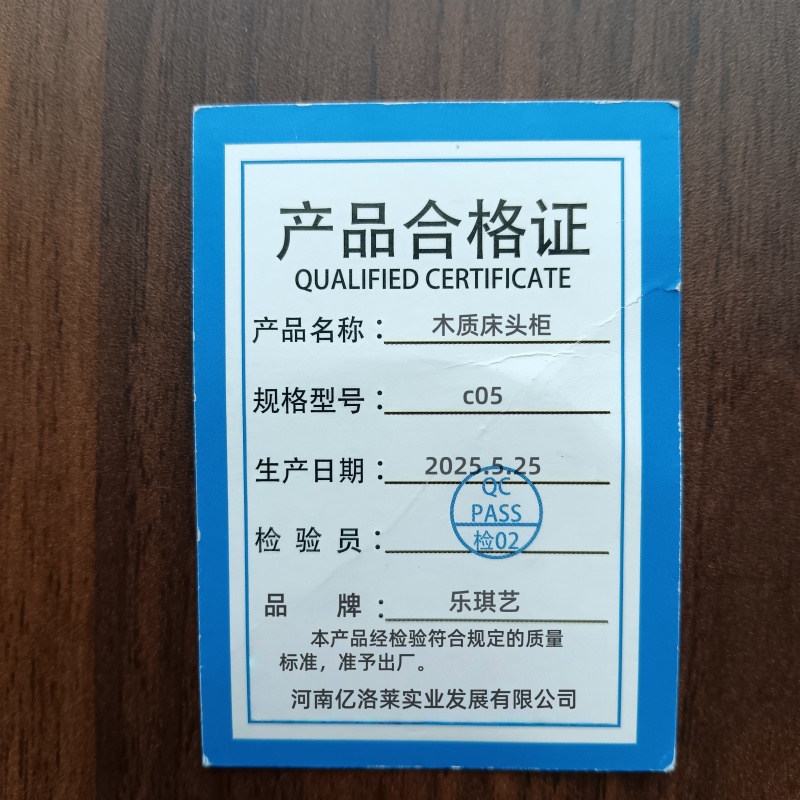 产品合格证
QUALIFIED CERTIFICATE
产品名称：木质床头柜
规格型号：c05
生产日期：2025.5.25
QC
PASS
检验员：检02
品 牌：乐琪艺
本产品经检验符合规定的质量
标准，准予出厂。
河南亿洛莱实业发展有限公司